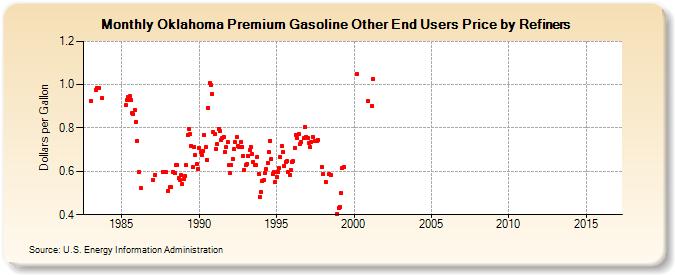 Monthly Oklahoma Premium Gasoline Other End Users Price by Refiners
Dollars per Gallon
1.2
1.0
0.8
0.6
0.4
1985 1990 1995 2000 2005 2010 2015
Source: U.S. Energy Information Administration